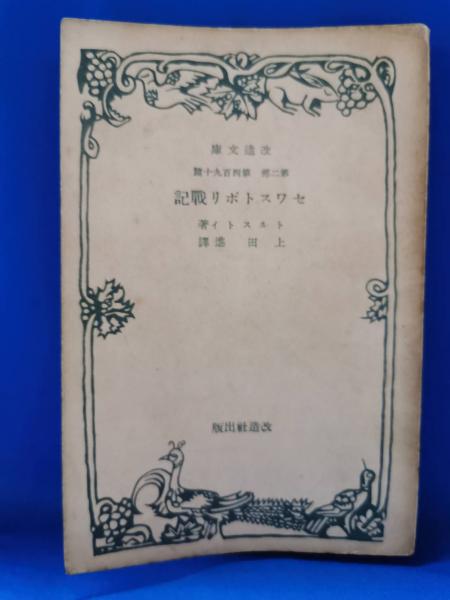 改造文庫
第二部 第四百九十篇
セワストポリ戰記
トルストイ著
上田 進譯
改造社出版